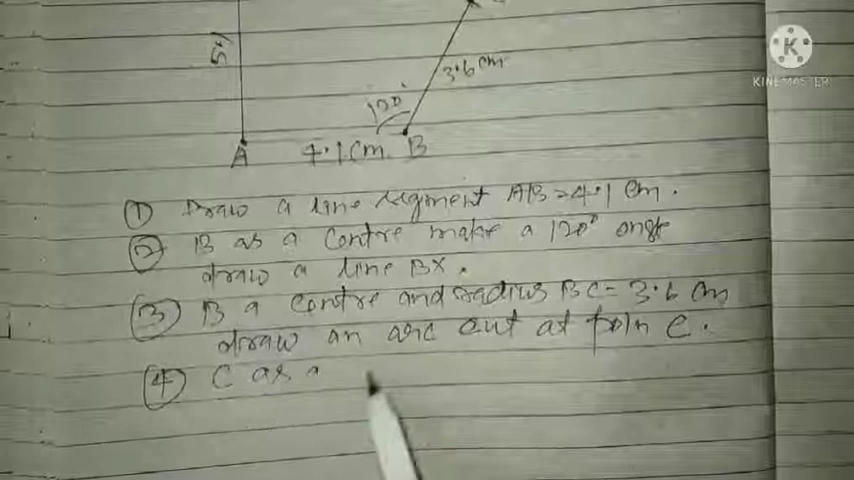 K
KINEMASTER
3.6 cm
120°
A 4.1 cm. B
① Draw a line segment AB = 4.1 cm.
② B as a centre make a 120° angle
draw a line BX.
③ B a centre and radius BC = 3.6 cm
draw an arc cut at poin C.
④ C as a